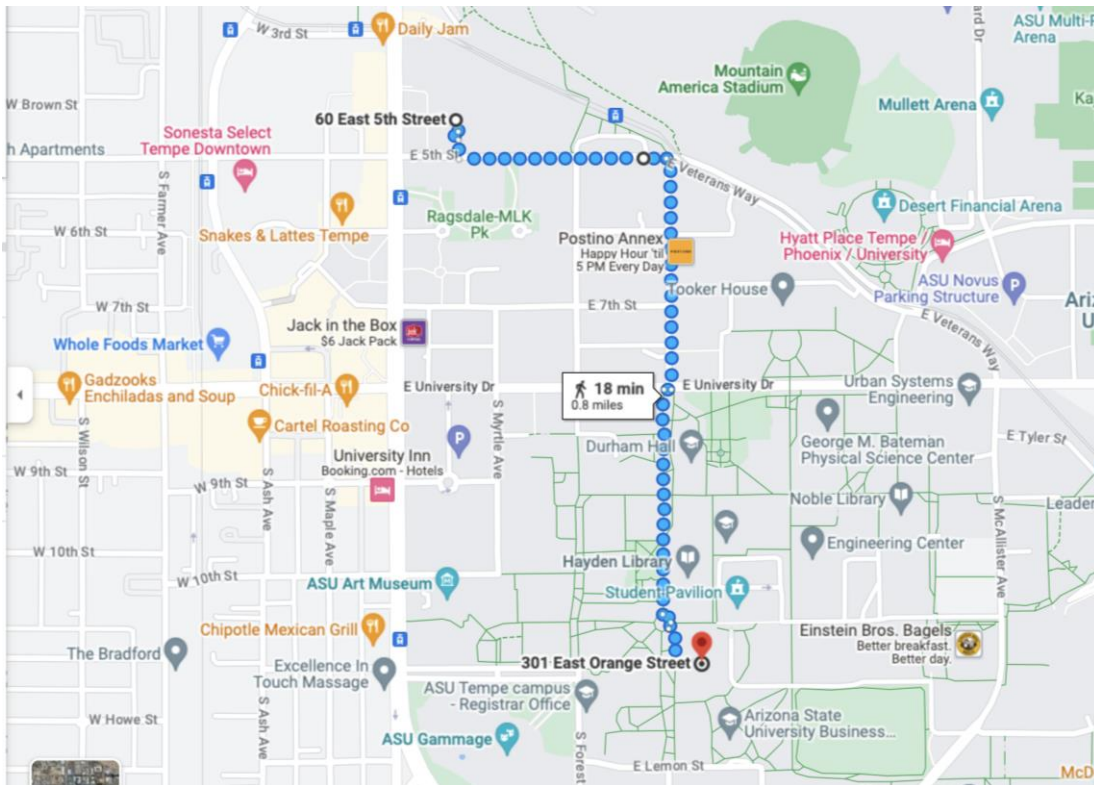 W 3rd St
Daily Jam
ard Dr
ASU Multi-P
Arena
Mountain
America Stadium
W Brown St
Mullett Arena
Ka
60 East 5th Street
h Apartments
Sonesta Select
Tempe Downtown
E 5th St
E Veterans Way
S Farmer Ave
Desert Financial Arena
Ragsdale-MLK
Pk
W 6th St
Snakes & Lattes Tempe
Postino Annex
Happy Hour 'til
5 PM Every Day
Hyatt Place Tempe /
Phoenix / University
ASU Novus
Parking Structure
P
Tooker House
Ariz
U
W 7th St
E 7th St
Jack in the Box
$6 Jack Pack
E Veterans Way
Whole Foods Market
Gadzooks
Enchiladas and Soup
Chick-fil-A
E University Dr
18 min
0.8 miles
E University Dr
Urban Systems
Engineering
Cartel Roasting Co
S Myrtle Ave
P
S Wilson St
Durham Hall
George M. Bateman
Physical Science Center
E Tyler St
University Inn
Booking.com - Hotels
W 9th St
W 9th St
S Ash Ave
S Maple Ave
Noble Library
S McAllister Ave
Leader
Engineering Center
W 10th St
W 10th St
Hayden Library
ASU Art Museum
Student Pavilion
Chipotle Mexican Grill
Einstein Bros. Bagels
Better breakfast.
Better day.
The Bradford
Excellence In
Touch Massage
301 East Orange Street
ASU Tempe campus
- Registrar Office
W Howe St
S Ash Ave
ASU Gammage
S Forest
Arizona State
University Business...
E Lemon St
McD